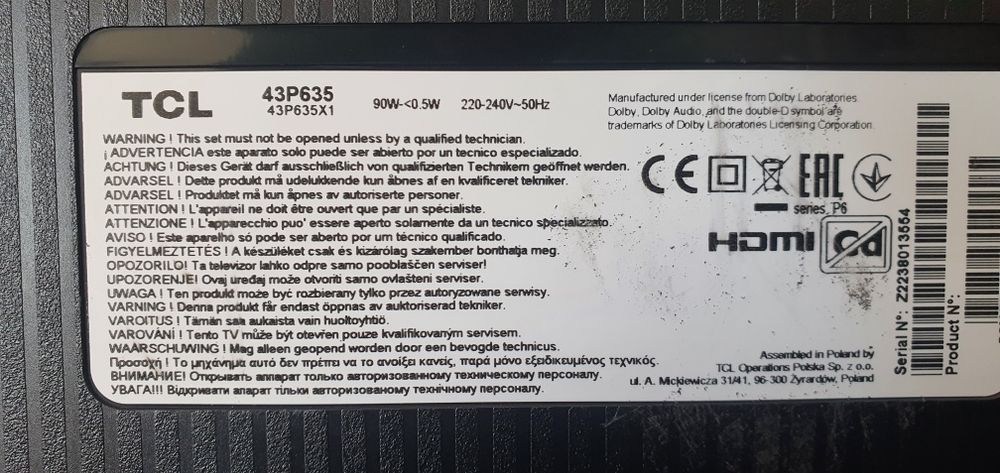 TCL
43P635
43P635X1
90W-<0.5W 220-240V~50Hz
Manufactured under license from Dolby Laboratories.
Dolby, Dolby Audio, and the double-D symbol are
trademarks of Dolby Laboratories Licensing Corporation.
WARNING ! This set must not be opened unless by a qualified technician.
¡ ADVERTENCIA este aparato solo puede ser abierto por un tecnico especializado.
ACHTUNG ! Dieses Gerät darf ausschließlich von qualifizierten Technikern geöffnet werden.
ADVARSEL ! Dette produkt må udelukkende kun åbnes af en kvalificeret tekniker.
ADVARSEL ! Produktet må kun åpnes av autoriserte personer.
ATTENTION ! L'appareil ne doit être ouvert que par un spécialiste.
ATTENZIONE ! L'apparecchio puo' essere aperto solamente da un tecnico specializzato.
AVISO ! Este aparelho só pode ser aberto por um técnico qualificado.
FIGYELMEZTETÉS ! A készüléket csak és kizárólag szakember bonthatja meg.
OPOZORILO! Ta televizor lahko odpre samo pooblaščen serviser!
UPOZORENJE! Ovaj uređaj može otvoriti samo ovlašteni serviser.
UWAGA ! Ten produkt może być rozbierany tylko przez autoryzowane serwisy.
VARNING ! Denna produkt får endast öppnas av auktoriserad tekniker.
VAROITUS ! Tämän saa aukaista vain huoltoyhtiö.
VAROVÁNÍ ! Tento TV může být otevřen pouze kvalifikovaným servisem.
WAARSCHUWING ! Mag alleen geopend worden door een bevoegde technicus.
Προσοχή ! Το μηχάνημα αυτό δεν πρέπει να το ανοίξει κανείς, παρά μόνο εξειδικευμένος τεχνικός.
ВНИМАНИЕ! Открывать аппарат только авторизованному техническому персоналу.
УВАГА!!! Відкривати апарат тільки авторизованому технічному персоналу.
CE EAC
series P6
HDMI
Assembled in Poland by
TCL Operations Polska Sp. z o.o.
ul. A. Mickiewicza 31/41, 96-300 Żyrardów, Poland
Serial N°: Z2238013554
Product N°: